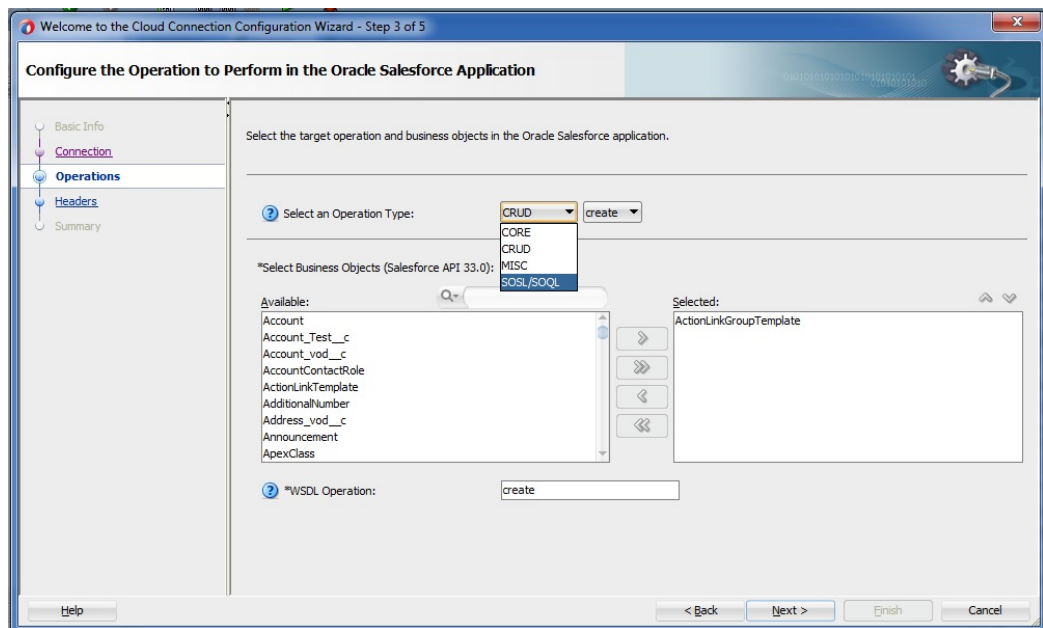 Welcome to the Cloud Connection Configuration Wizard - Step 3 of 5
Configure the Operation to Perform in the Oracle Salesforce Application
Basic Info
Connection
Operations
Headers
Summary
Select the target operation and business objects in the Oracle Salesforce application.
Select an Operation Type:
CRUD
create
CORE
CRUD
MISC
SOSL/SOQL
*Select Business Objects (Salesforce API 33.0):
Available:
Account
Account_Test__c
Account_vod__c
AccountContactRole
ActionLinkTemplate
AdditionalNumber
Address_vod__c
Announcement
ApexClass
Selected:
ActionLinkGroupTemplate
*WSDL Operation:
create
Help
< Back
Next >
Finish
Cancel